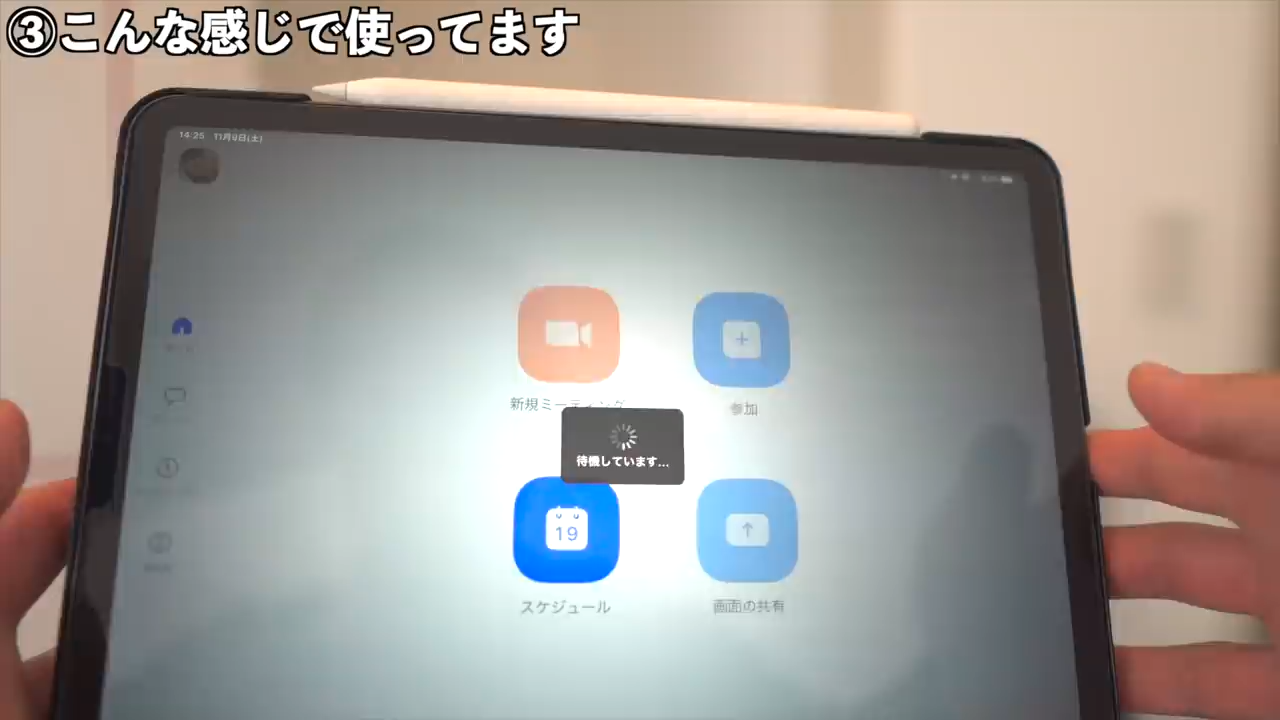 ③こんな感じで使ってます
14:25 11月9日(土)
新規ミーティング
参加
待機しています...
19
スケジュール
画面の共有